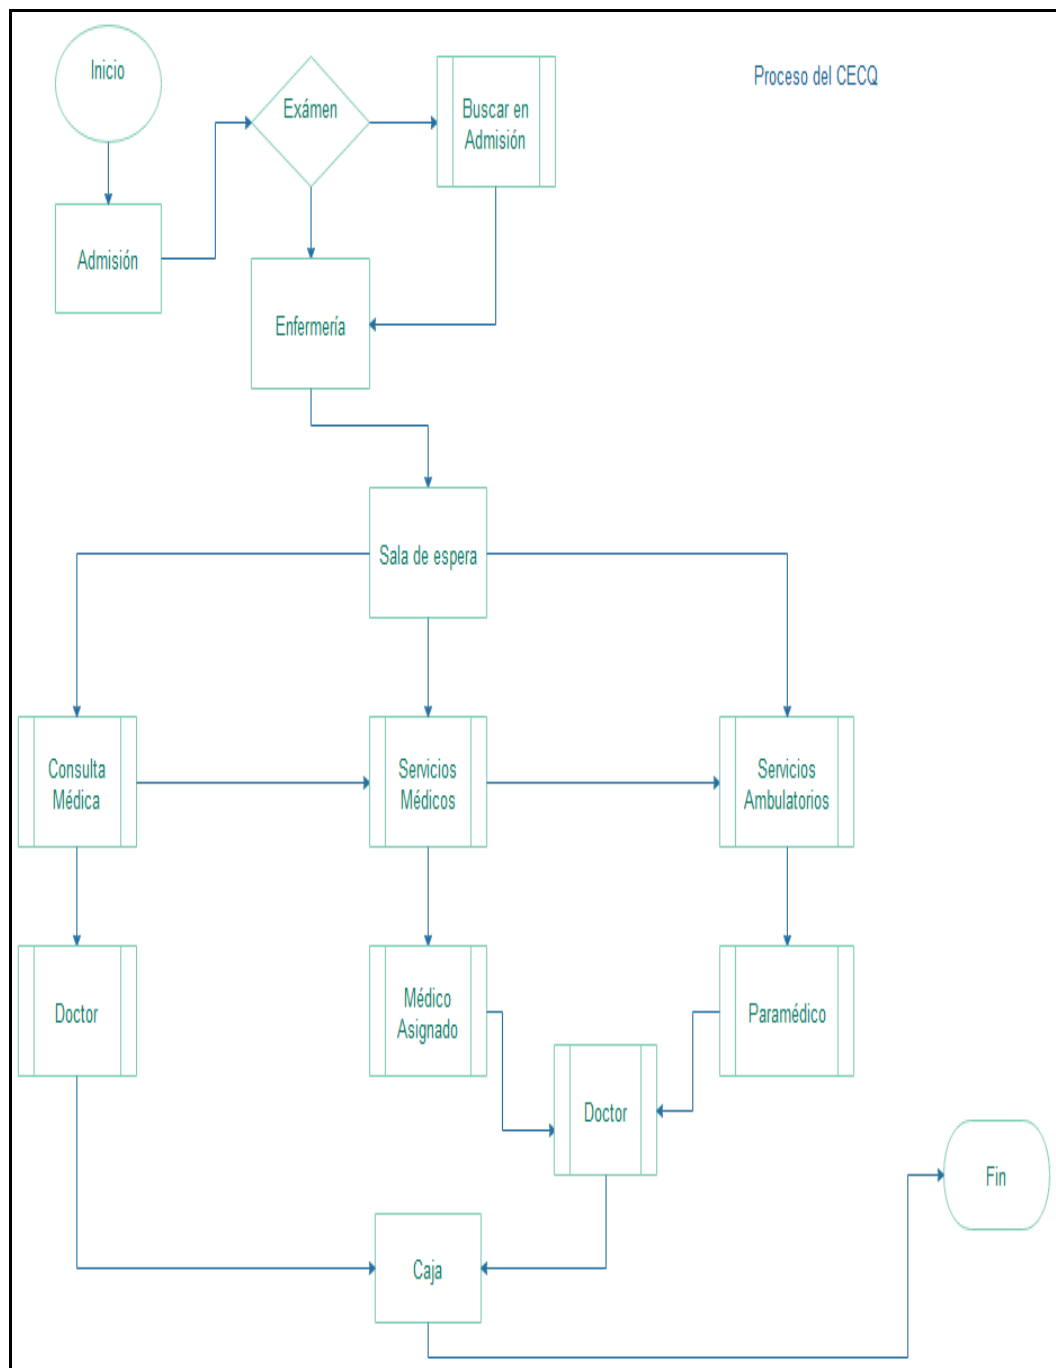 Inicio
Exámen
Buscar en
Admisión
Proceso del CECQ
Admisión
Enfermería
Sala de espera
Consulta
Médica
Servicios
Médicos
Servicios
Ambulatorios
Doctor
Médico
Asignado
Paramédico
Doctor
Fin
Caja